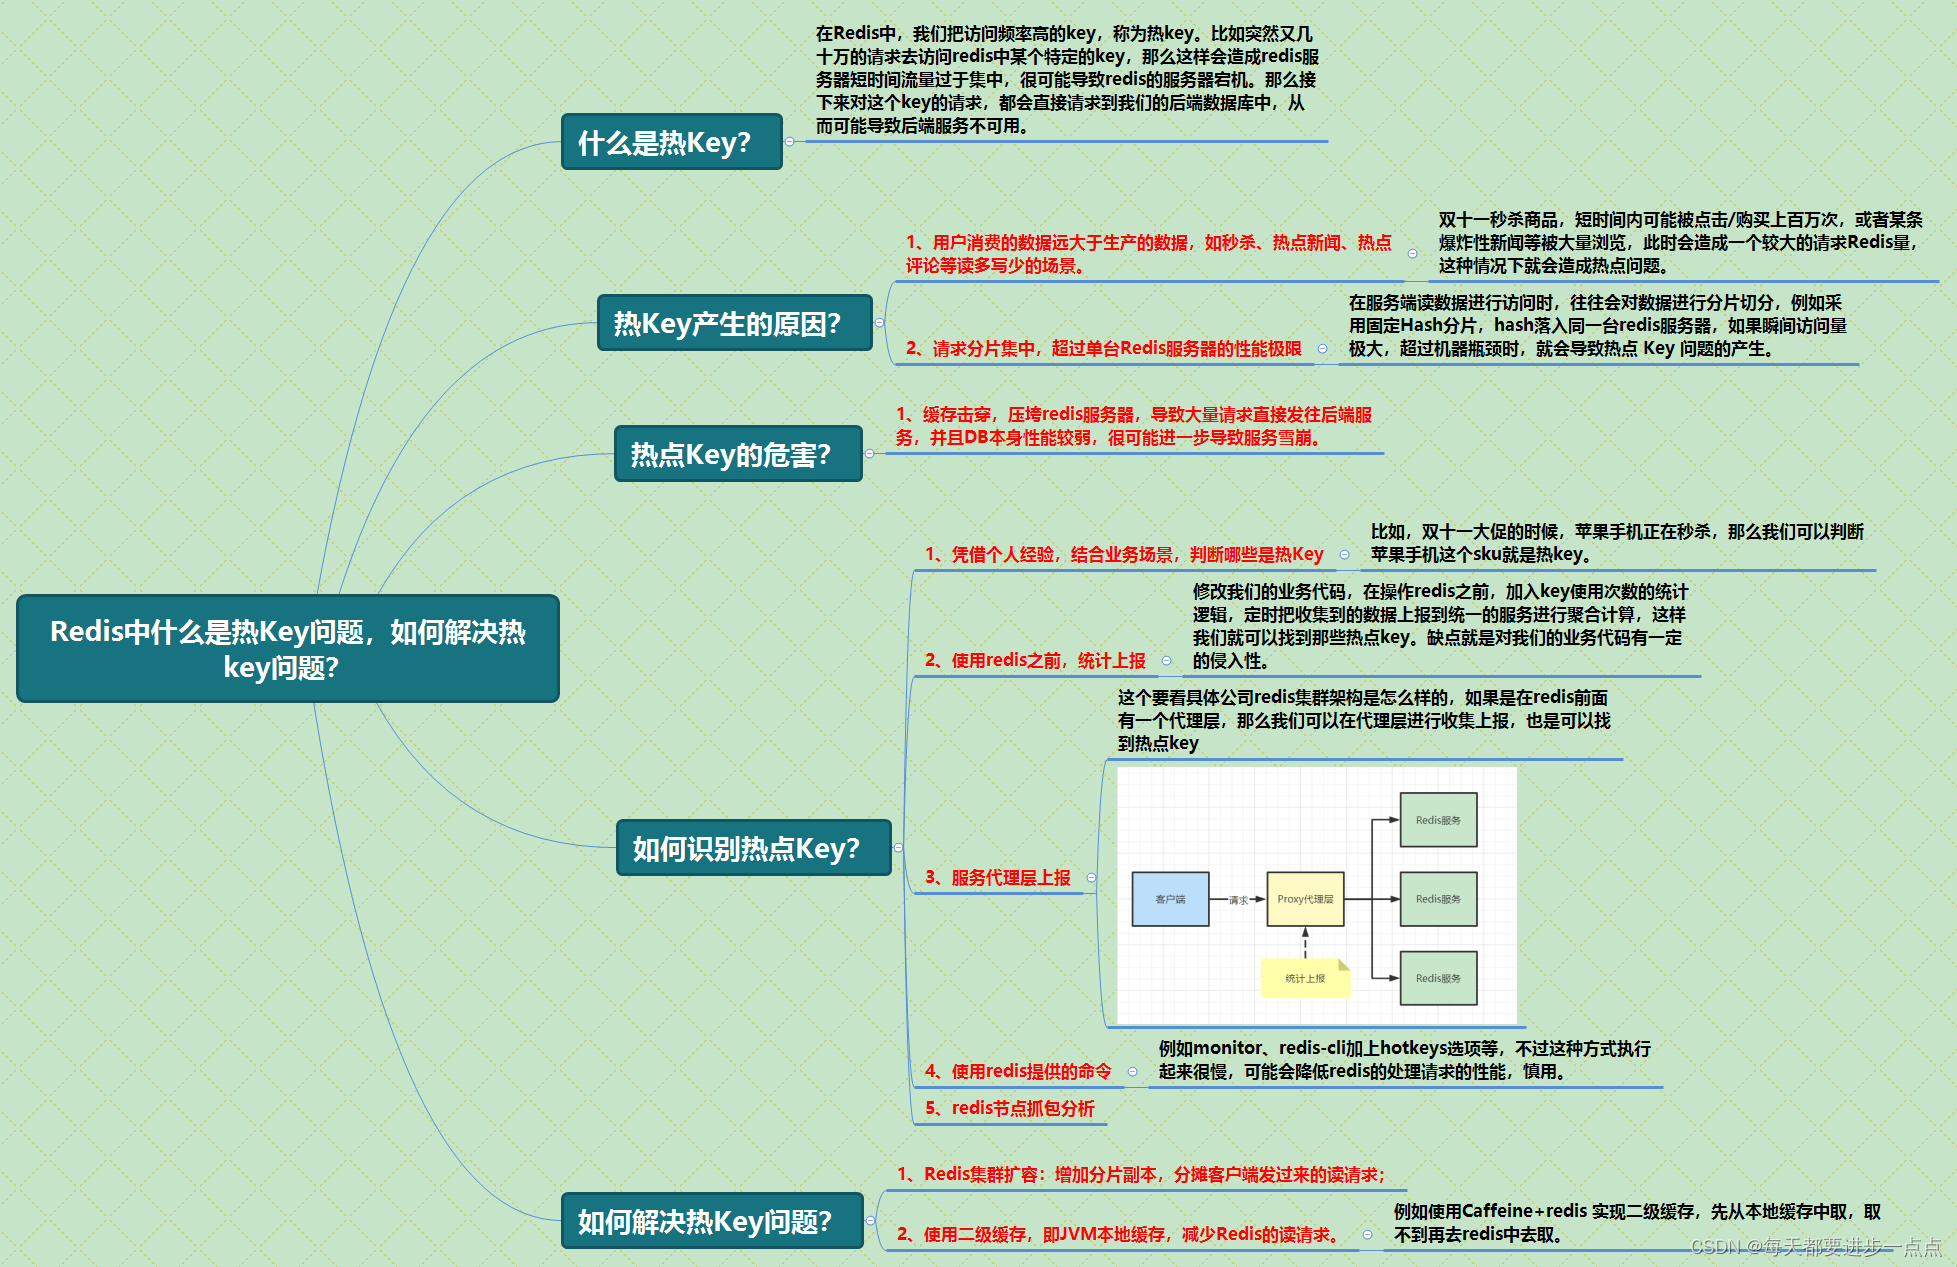 Redis中什么是热Key问题，如何解决热
key问题？
什么是热Key？
在Redis中，我们把访问频率高的key，称为热key。比如突然又几
十万的请求去访问redis中某个特定的key，那么这样会造成redis服
务器短时间流量过于集中，很可能导致redis的服务器宕机。那么接
下来对这个key的请求，都会直接请求到我们的后端数据库中，从
而可能导致后端服务不可用。
热Key产生的原因？
1、用户消费的数据远大于生产的数据，如秒杀、热点新闻、热点
评论等读多写少的场景。
双十一秒杀商品，短时间内可能被点击/购买上百万次，或者某条
爆炸性新闻等被大量浏览，此时会造成一个较大的请求Redis量，
这种情况下就会造成热点问题。
2、请求分片集中，超过单台Redis服务器的性能极限
在服务端读数据进行访问时，往往会对数据进行分片切分，例如采
用固定Hash分片，hash落入同一台redis服务器，如果瞬间访问量
极大，超过机器瓶颈时，就会导致热点 Key 问题的产生。
热点Key的危害？
1、缓存击穿，压垮redis服务器，导致大量请求直接发往后端服
务，并且DB本身性能较弱，很可能进一步导致服务雪崩。
如何识别热点Key？
1、凭借个人经验，结合业务场景，判断哪些是热Key
比如，双十一大促的时候，苹果手机正在秒杀，那么我们可以判断
苹果手机这个sku就是热key。
2、使用redis之前，统计上报
修改我们的业务代码，在操作redis之前，加入key使用次数的统计
逻辑，定时把收集到的数据上报到统一的服务进行聚合计算，这样
我们就可以找到那些热点key。缺点就是对我们的业务代码有一定
的侵入性。
3、服务代理层上报
这个要看具体公司redis集群架构是怎么样的，如果是在redis前面
有一个代理层，那么我们可以在代理层进行收集上报，也是可以找
到热点key
客户端
请求
Proxy代理层
统计上报
Redis服务
Redis服务
Redis服务
4、使用redis提供的命令
例如monitor、redis-cli加上hotkeys选项等，不过这种方式执行
起来很慢，可能会降低redis的处理请求的性能，慎用。
5、redis节点抓包分析
如何解决热Key问题？
1、Redis集群扩容：增加分片副本，分摊客户端发过来的读请求；
2、使用二级缓存，即JVM本地缓存，减少Redis的读请求。
例如使用Caffeine+redis 实现二级缓存，先从本地缓存中取，取
不到再去redis中去取。
CSDN @每天都要进步一点点